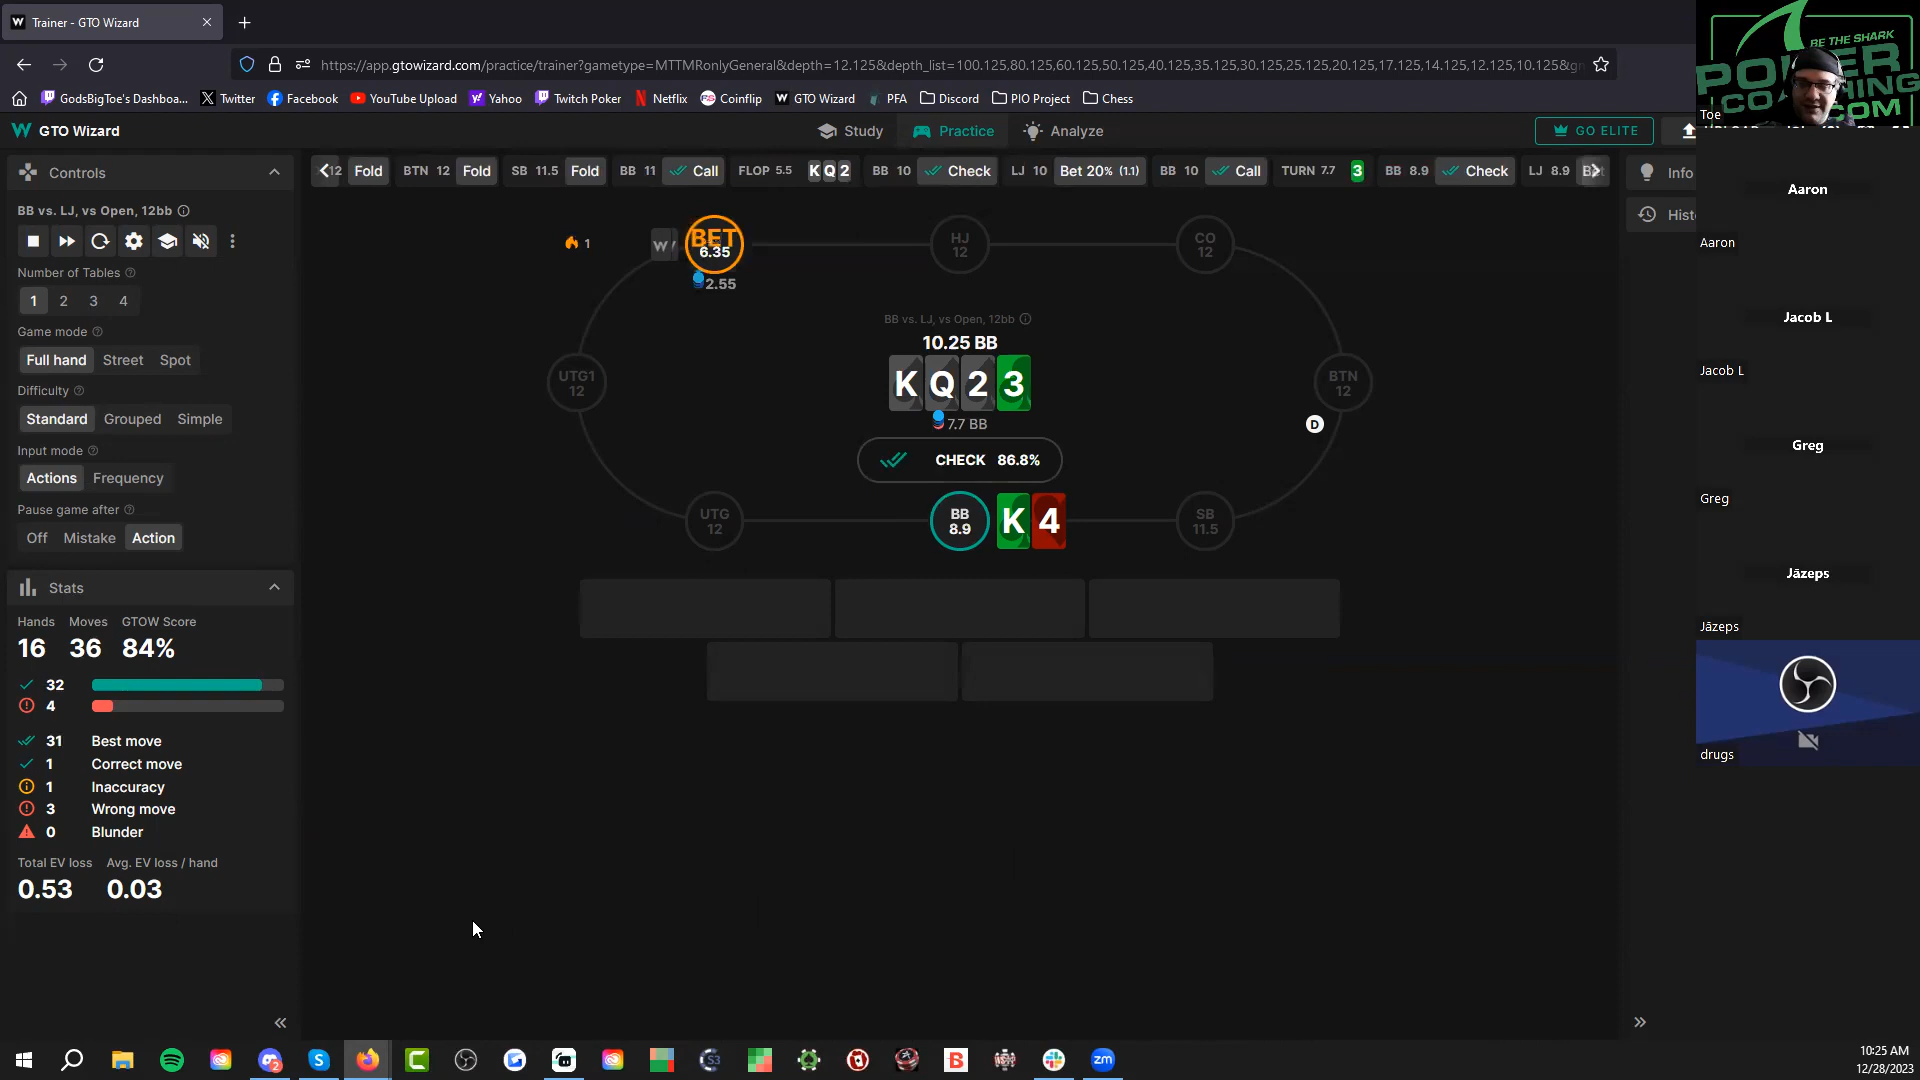 Trainer - GTO Wizard
https://app.gtowizard.com/practice/trainer?gametype=MTTMRonlyGeneral&depth=12.125&depth_list=100.125,80.125,60.125,50.125,40.125,35.125,30.125,25.125,20.125,17.125,14.125,12.125,10.125&gn
GodsBigToe's Dashboa... Twitter Facebook YouTube Upload Yahoo Twitch Poker Netflix Coinflip GTO Wizard PFA Discord PIO Project Chess
GTO Wizard
Study Practice Analyze
GO ELITE
Controls
12 Fold BTN 12 Fold SB 11.5 Fold BB 11 Call FLOP 5.5 K Q 2 BB 10 Check LJ 10 Bet 20% (1.1) BB 10 Call TURN 7.7 3 BB 8.9 Check LJ 8.9
Info
Hist
BB vs. LJ, vs Open, 12bb
Number of Tables
1 2 3 4
Game mode
Full hand Street Spot
Difficulty
Standard Grouped Simple
Input mode
Actions Frequency
Pause game after
Off Mistake Action
Stats
Hands Moves GTOW Score
16 36 84%
32
4
31 Best move
1 Correct move
1 Inaccuracy
3 Wrong move
0 Blunder
Total EV loss Avg. EV loss / hand
0.53 0.03
1
BET
6.35
2.55
HJ
12
CO
12
BB vs. LJ, vs Open, 12bb
10.25 BB
K Q 2 3
7.7 BB
UTG1
12
BTN
12
D
CHECK 86.8%
UTG
12
BB
8.9
K 4
SB
11.5
BE THE SHARK
POKER
COACHING
.COM
Toe
Aaron
Aaron
Jacob L
Jacob L
Greg
Greg
Jāzeps
Jāzeps
drugs
2
S3
B
zm
10:25 AM
12/28/2023